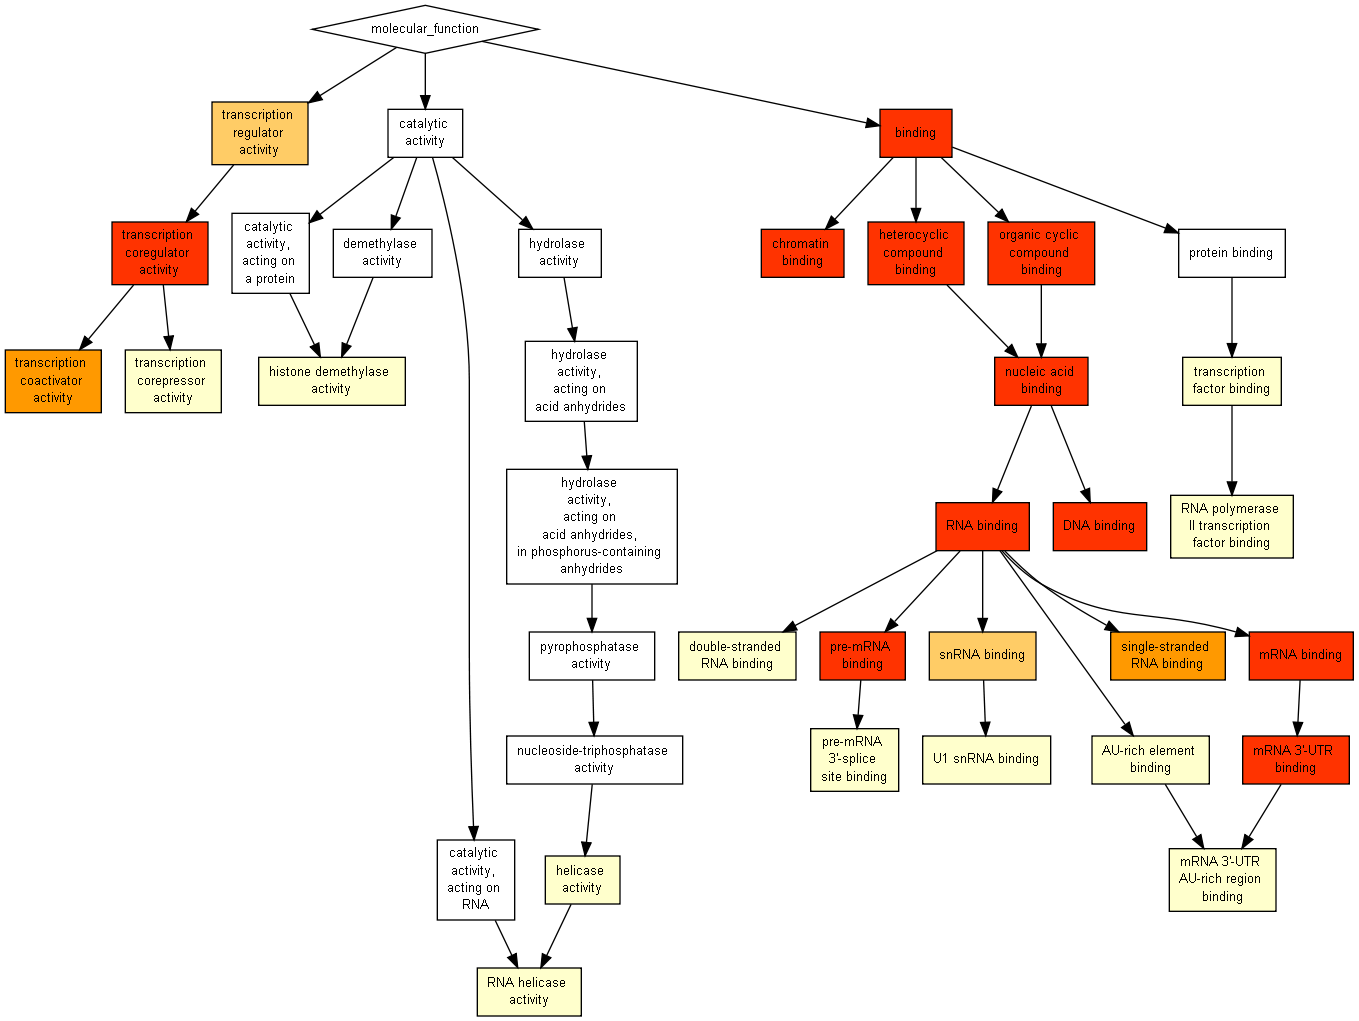 molecular_function
transcription
regulator
activity
catalytic
activity
binding
transcription
coregulator
activity
catalytic
activity,
acting on
a protein
demethylase
activity
hydrolase
activity
chromatin
binding
heterocyclic
compound
binding
organic cyclic
compound
binding
protein binding
transcription
coactivator
activity
transcription
corepressor
activity
histone demethylase
activity
hydrolase
activity,
acting on
acid anhydrides
nucleic acid
binding
transcription
factor binding
hydrolase
activity,
acting on
acid anhydrides,
in phosphorus-containing
anhydrides
RNA binding
DNA binding
RNA polymerase
II transcription
factor binding
pyrophosphatase
activity
double-stranded
RNA binding
pre-mRNA
binding
snRNA binding
single-stranded
RNA binding
mRNA binding
nucleoside-triphosphatase
activity
pre-mRNA
3'-splice
site binding
U1 snRNA binding
AU-rich element
binding
mRNA 3'-UTR
binding
catalytic
activity,
acting on
RNA
helicase
activity
mRNA 3'-UTR
AU-rich region
binding
RNA helicase
activity